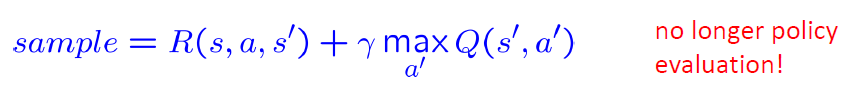 sample = R(s, a, s′) + γ max Q(s′, a′)
a′
no longer policy
evaluation!